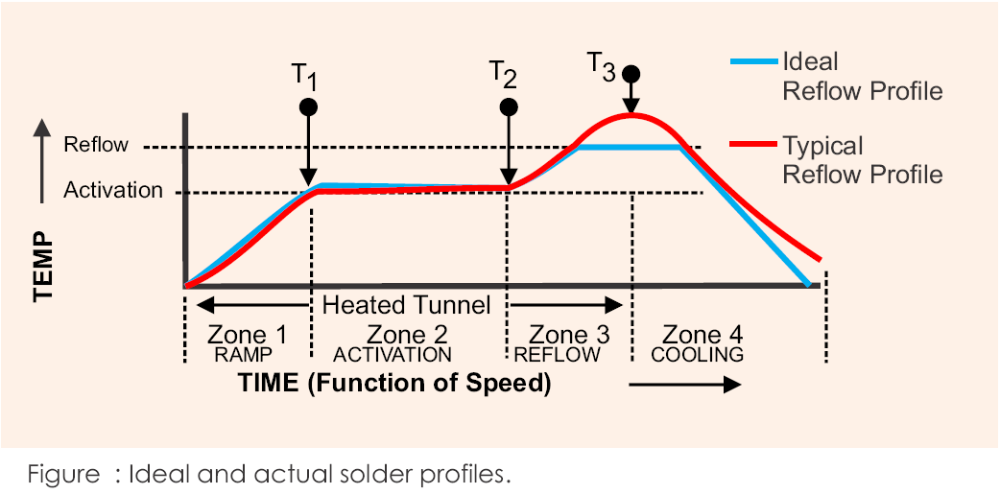 T1
T2
T3
Ideal
Reflow Profile
Typical
Reflow Profile
Reflow
Activation
TEMP
Heated Tunnel
Zone 1
RAMP
Zone 2
ACTIVATION
Zone 3
REFLOW
Zone 4
COOLING
TIME (Function of Speed)
Figure : Ideal and actual solder profiles.